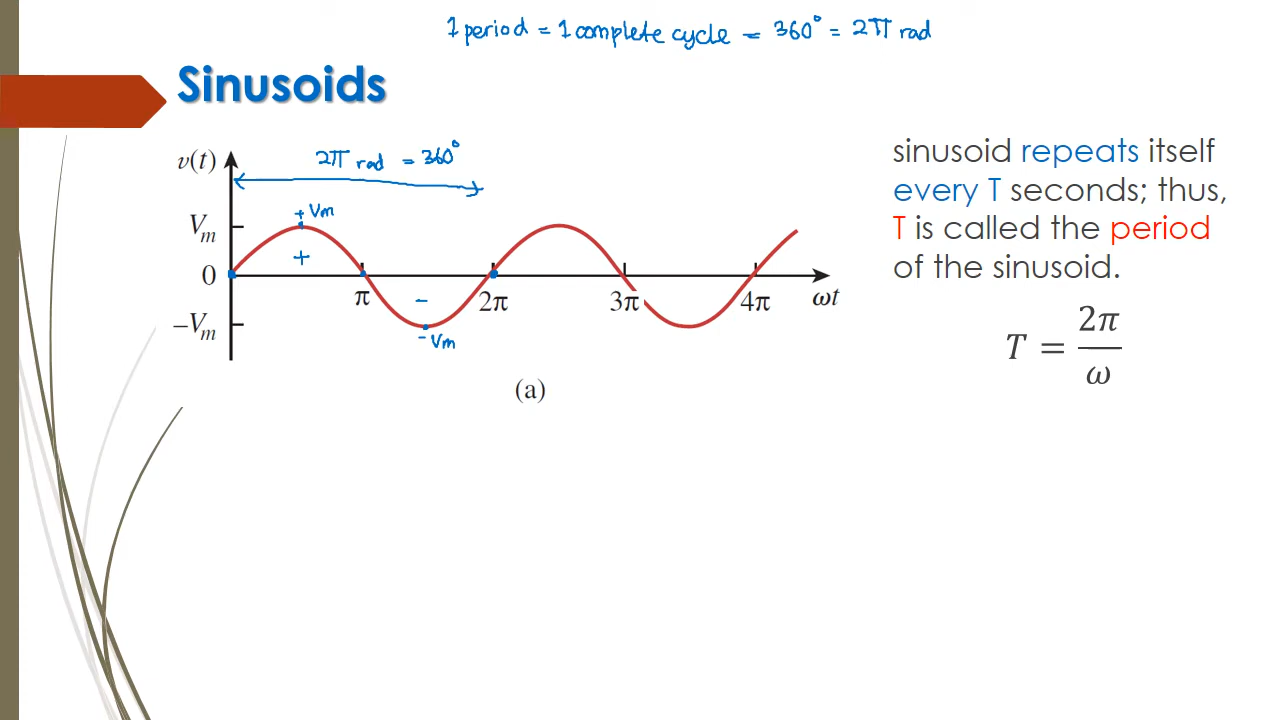 1 period = 1 complete cycle = 360° = 2π rad
Sinusoids
v(t)
2π rad = 360°
+Vm
Vm
+
0
π
-
2π
3π
4π
ωt
–Vm
-Vm
(a)
sinusoid repeats itself
every T seconds; thus,
T is called the period
of the sinusoid.
T = 2π/ω